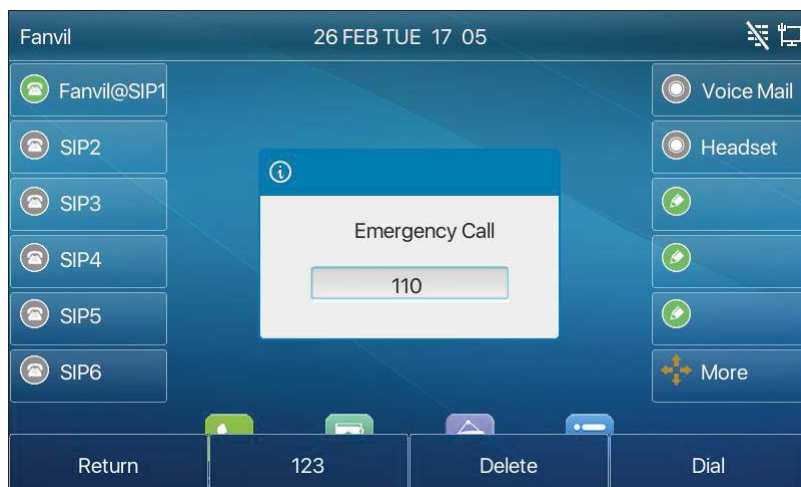 Fanvil 26 FEB TUE 17 05
Fanvil@SIP1
SIP2
SIP3
SIP4
SIP5
SIP6
Emergency Call
110
Voice Mail
Headset
More
Return 123 Delete Dial